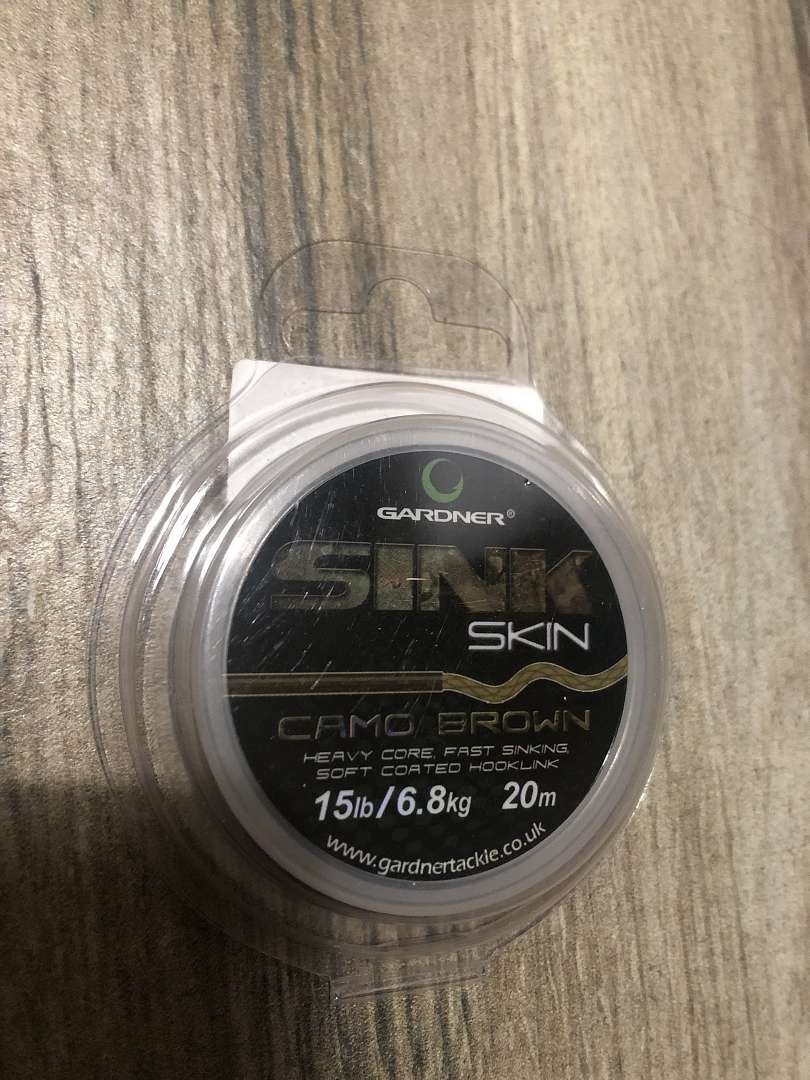 GARDNER®
SINK
SKIN
CAMO BROWN
HEAVY CORE, FAST SINKING,
SOFT COATED HOOKLINK
15lb/6.8kg 20m
www.gardnertackle.co.uk